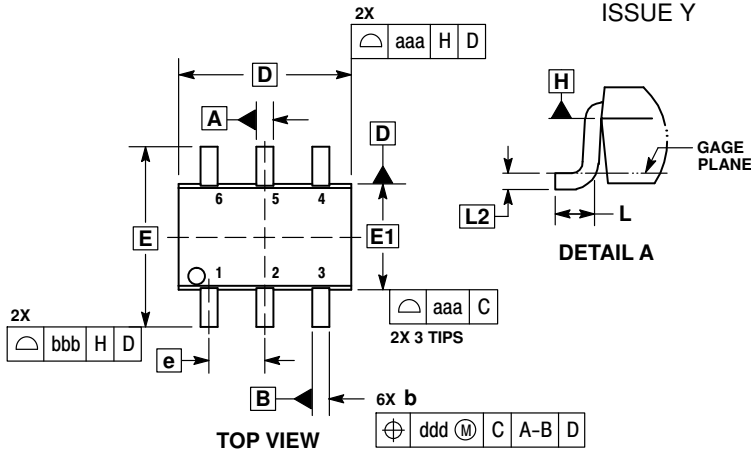 ISSUE Y
2X
⌓ aaa H D
D
A
D
H
GAGE PLANE
L2
L
DETAIL A
6 5 4
E
E1
1 2 3
⌓ aaa C
2X 3 TIPS
2X
⌓ bbb H D
e
B
6X b
⌖ ddd Ⓜ C A-B D
TOP VIEW